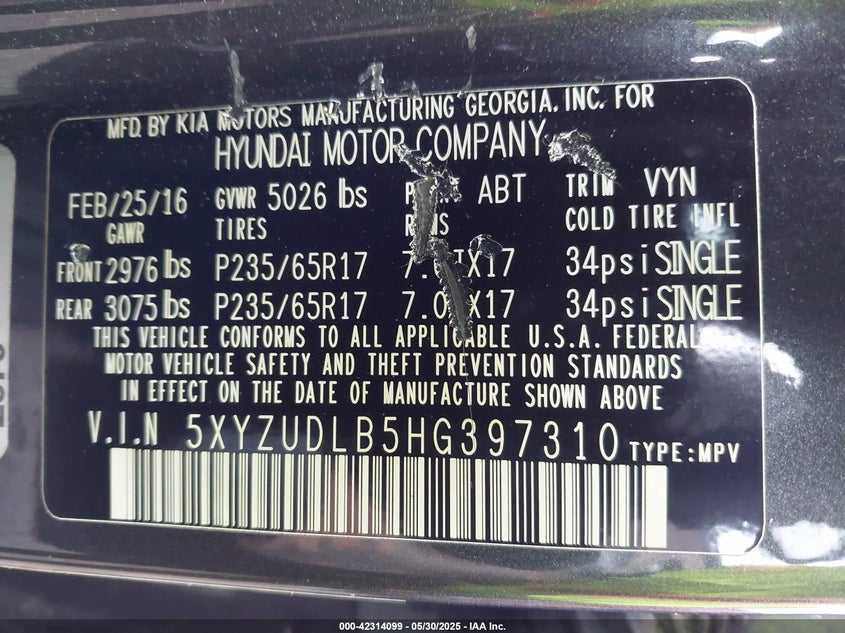 MFD. BY KIA MOTORS MANUFACTURING GEORGIA, INC. FOR
HYUNDAI MOTOR COMPANY
FEB/25/16 GVWR 5026 lbs ABT TRIM VYN
GAWR TIRES COLD TIRE INFL
FRONT 2976 lbs P235/65R17 34psi SINGLE
REAR 3075 lbs P235/65R17 34psi SINGLE
THIS VEHICLE CONFORMS TO ALL APPLICABLE U.S.A. FEDERAL
MOTOR VEHICLE SAFETY AND THEFT PREVENTION STANDARDS
IN EFFECT ON THE DATE OF MANUFACTURE SHOWN ABOVE
V.I.N 5XYZUDLB5HG397310 TYPE:MPV
000-42314099 — 05/30/2025 — IAA Inc.